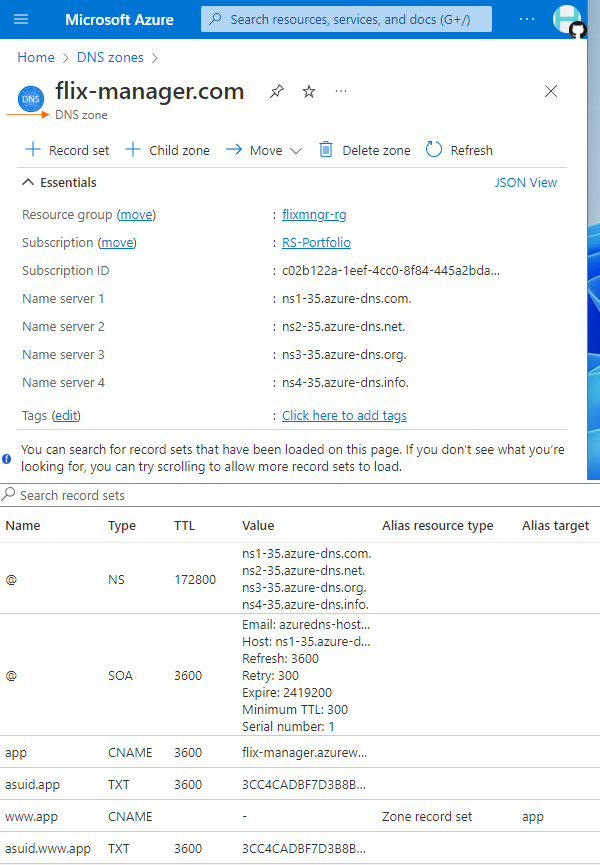 Microsoft Azure
Search resources, services, and docs (G+/)
...
Home > DNS zones >
DNS
flix-manager.com
...
DNS zone
Record set
Child zone
Move
Delete zone
Refresh
Essentials
JSON View
Resource group (move) : flixmngr-rg
Subscription (move) : RS-Portfolio
Subscription ID : c02b122a-1eef-4cc0-8f84-445a2bda...
Name server 1 : ns1-35.azure-dns.com.
Name server 2 : ns2-35.azure-dns.net.
Name server 3 : ns3-35.azure-dns.org.
Name server 4 : ns4-35.azure-dns.info.
Tags (edit) : Click here to add tags
You can search for record sets that have been loaded on this page. If you don't see what you're
looking for, you can try scrolling to allow more record sets to load.
Search record sets
Name Type TTL Value Alias resource type Alias target
ns1-35.azure-dns.com.
ns2-35.azure-dns.net.
@ NS 172800
ns3-35.azure-dns.org.
ns4-35.azure-dns.info.
Email: azuredns-host...
Host: ns1-35.azure-d...
Refresh: 3600
@ SOA 3600 Retry: 300
Expire: 2419200
Minimum TTL: 300
Serial number: 1
app CNAME 3600 flix-manager.azurew...
asuid.app TXT 3600 3CC4CADBF7D3B8B...
www.app CNAME - Zone record set app
asuid.www.app TXT 3600 3CC4CADBF7D3B8B...